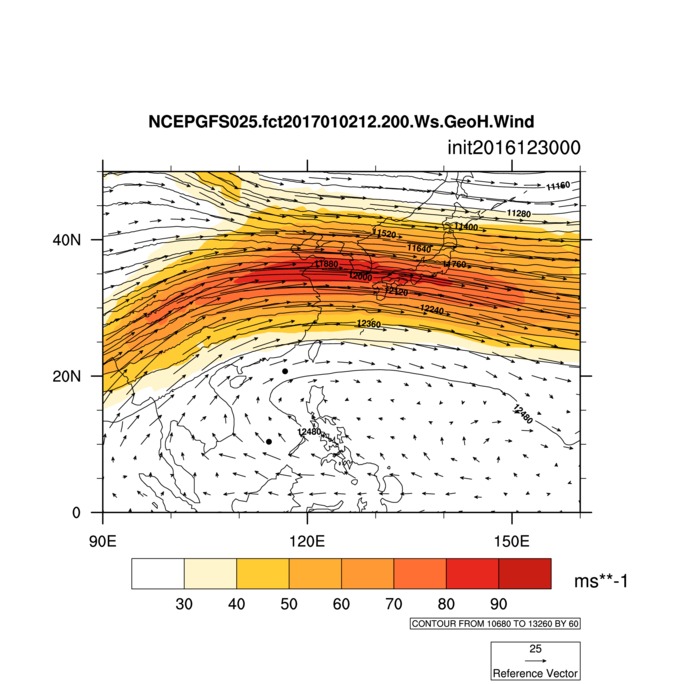 NCEPGFS025.fct2017010212.200.Ws.GeoH.Wind
init2016123000
11160
11280
11400
11520
40N
11640
11760
11880
12000
12120
12240
12360
20N
12480
12480
0
90E 120E 150E
ms**-1
30 40 50 60 70 80 90
CONTOUR FROM 10680 TO 13260 BY 60
25
Reference Vector